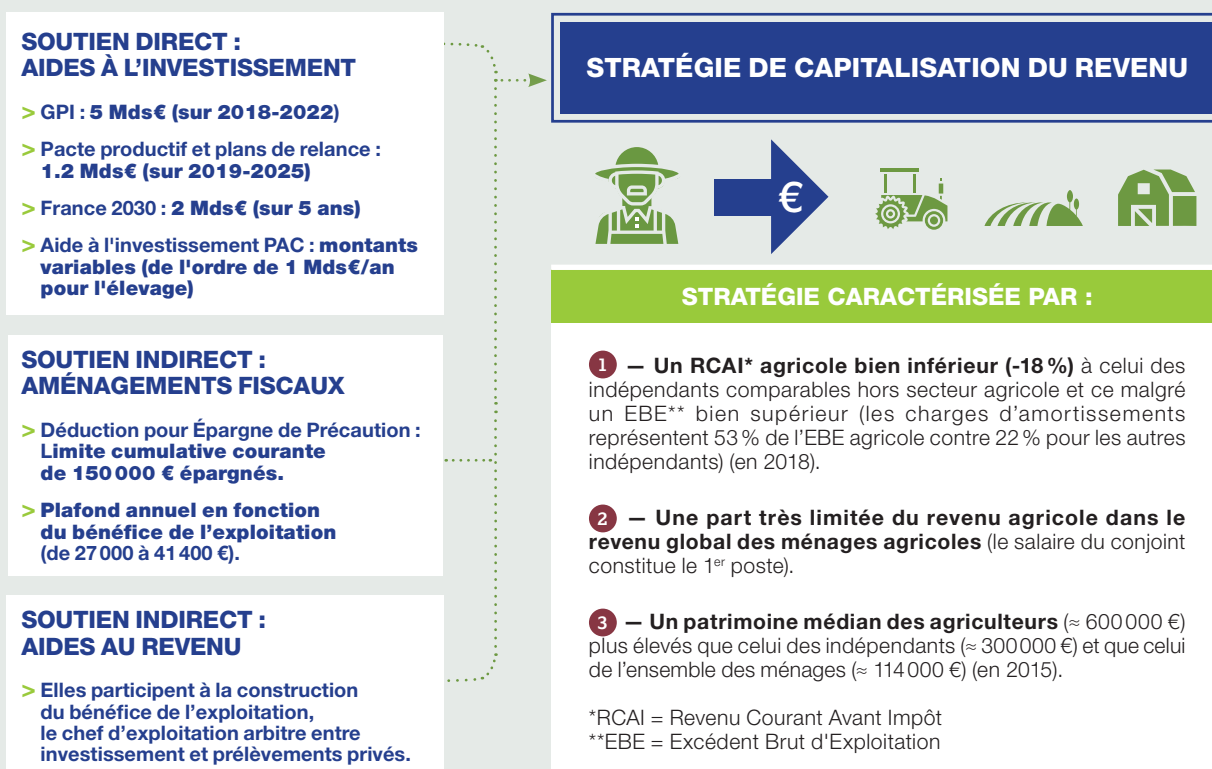 SOUTIEN DIRECT :
AIDES À L'INVESTISSEMENT
> GPI : 5 Mds€ (sur 2018-2022)
> Pacte productif et plans de relance :
1.2 Mds€ (sur 2019-2025)
> France 2030 : 2 Mds€ (sur 5 ans)
> Aide à l'investissement PAC : montants
variables (de l'ordre de 1 Mds€/an
pour l'élevage)
SOUTIEN INDIRECT :
AMÉNAGEMENTS FISCAUX
> Déduction pour Épargne de Précaution :
Limite cumulative courante
de 150 000 € épargnés.
> Plafond annuel en fonction
du bénéfice de l'exploitation
(de 27 000 à 41 400 €).
SOUTIEN INDIRECT :
AIDES AU REVENU
> Elles participent à la construction
du bénéfice de l'exploitation,
le chef d'exploitation arbitre entre
investissement et prélèvements privés.
STRATÉGIE DE CAPITALISATION DU REVENU
€
STRATÉGIE CARACTÉRISÉE PAR :
1 — Un RCAI* agricole bien inférieur (-18 %) à celui des
indépendants comparables hors secteur agricole et ce malgré
un EBE** bien supérieur (les charges d'amortissements
représentent 53 % de l'EBE agricole contre 22 % pour les autres
indépendants) (en 2018).
2 — Une part très limitée du revenu agricole dans le
revenu global des ménages agricoles (le salaire du conjoint
constitue le 1er poste).
3 — Un patrimoine médian des agriculteurs (≈ 600 000 €)
plus élevés que celui des indépendants (≈ 300 000 €) et que celui
de l'ensemble des ménages (≈ 114 000 €) (en 2015).
*RCAI = Revenu Courant Avant Impôt
**EBE = Excédent Brut d'Exploitation